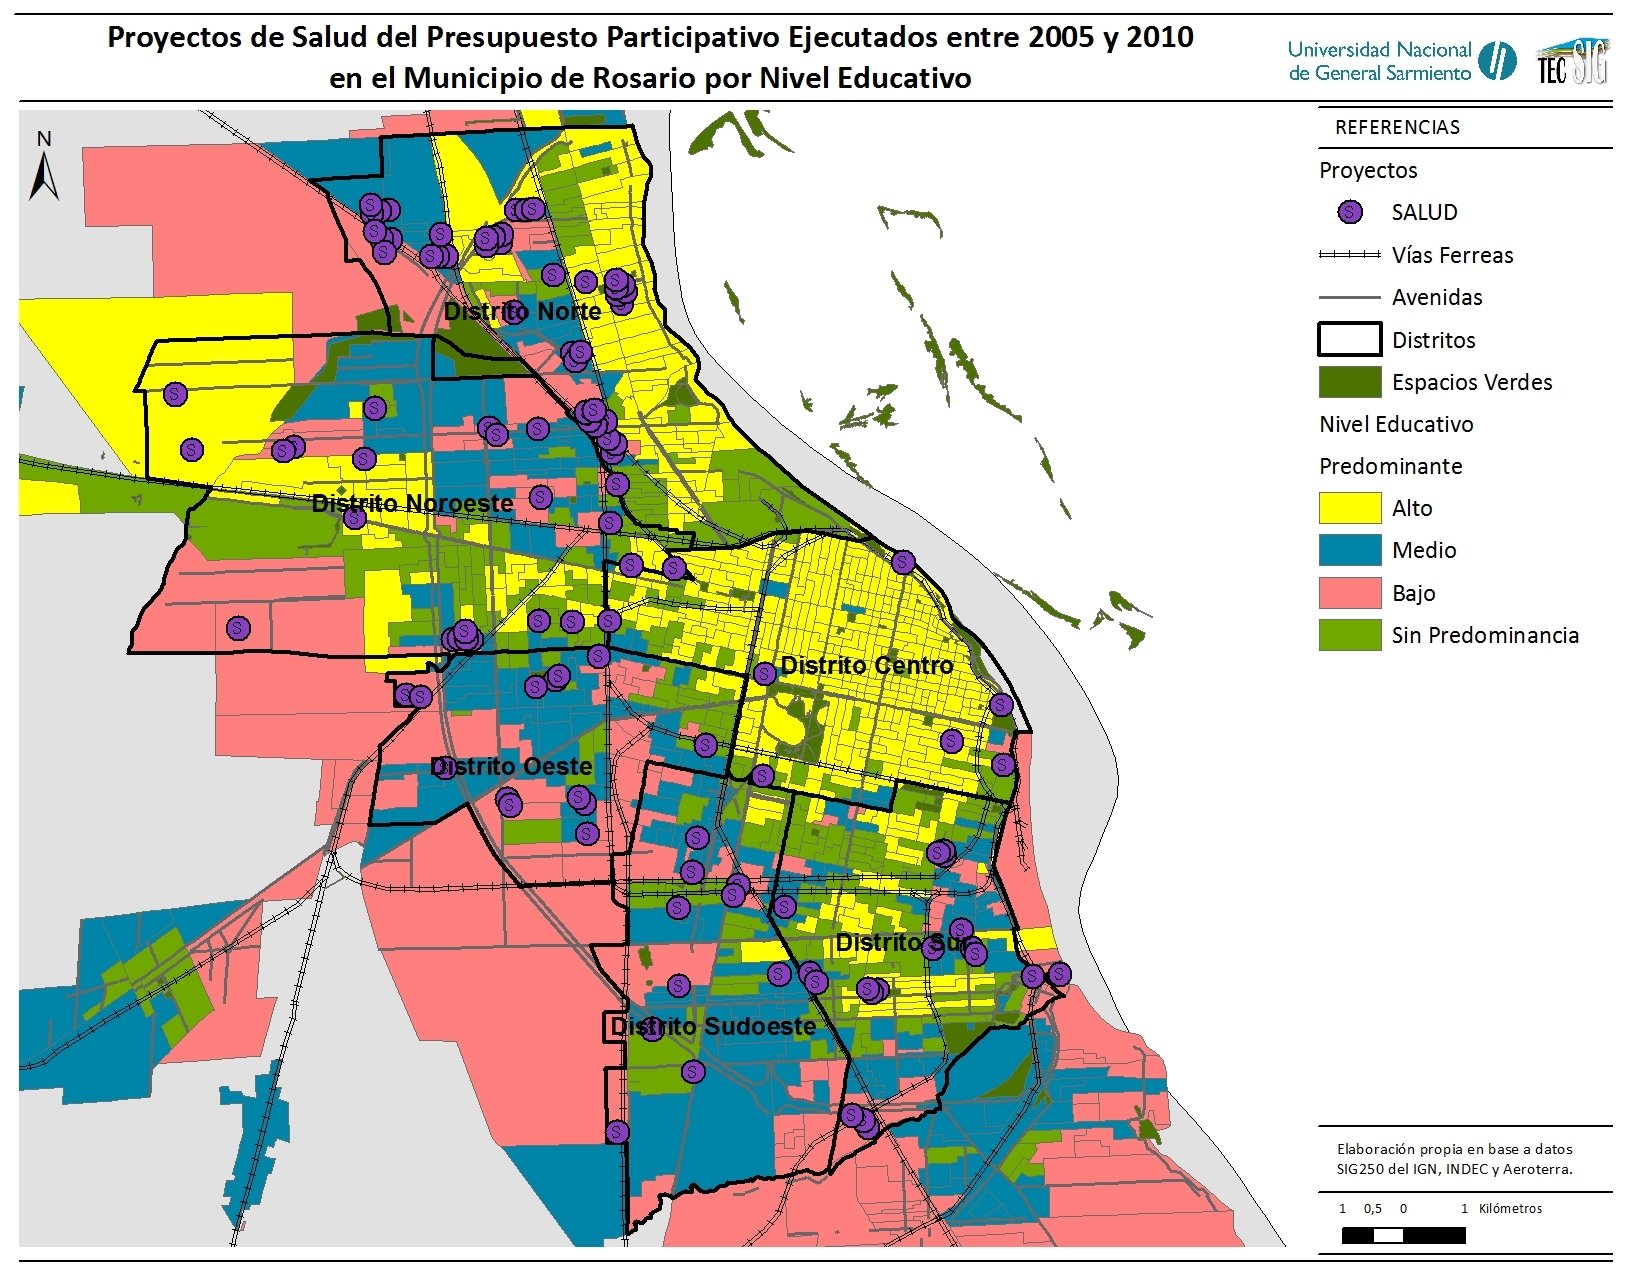 Proyectos de Salud del Presupuesto Participativo Ejecutados entre 2005 y 2010
en el Municipio de Rosario por Nivel Educativo
Universidad Nacional
de General Sarmiento
TEC SIG
N
REFERENCIAS
Proyectos
S SALUD
Vías Ferreas
Avenidas
Distritos
Espacios Verdes
Nivel Educativo
Predominante
Alto
Medio
Bajo
Sin Predominancia
Distrito Norte
Distrito Noroeste
Distrito Centro
Distrito Oeste
Distrito Sur
Distrito Sudoeste
Elaboración propia en base a datos
SIG250 del IGN, INDEC y Aeroterra.
1 0,5 0 1 Kilómetros